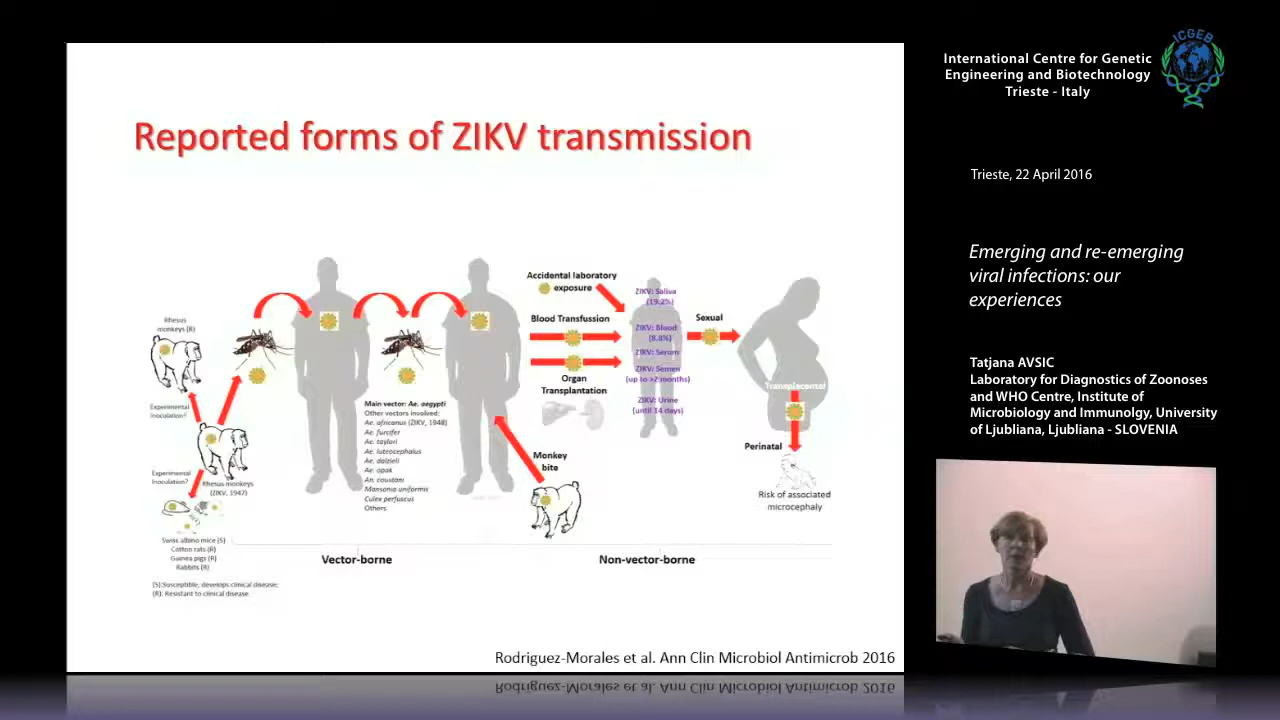 Reported forms of ZIKV transmission
Rhesus
monkeys (R)
Experimental
Inoculation?
Experimental
Inoculation?
Rhesus monkeys
(ZIKV, 1947)
Swiss albino mice (S)
Cotton rats (R)
Guinea pigs (R)
Rabbits (R)
(S):Susceptible, develops clinical disease;
(R): Resistant to clinical disease.
Main vector: Ae. aegypti
Other vectors involved:
Ae. africanus (ZIKV, 1948)
Ae. furcifer
Ae. taylori
Ae. luteocephalus
Ae. dalzieli
Ae. opok
An. coustani
Mansonia uniformis
Culex perfuscus
Others
Vector-borne
Accidental laboratory
exposure
Blood Transfusion
Organ
Transplantation
Monkey
bite
ZIKV: Saliva
(19.2%)
ZIKV: Blood
(8.8%)
ZIKV: Serum
ZIKV: Semen
(up to >2 months)
ZIKV: Urine
(until 14 days)
Sexual
Transplacental
Perinatal
Risk of associated
microcephaly
Non-vector-borne
Rodriguez-Morales et al. Ann Clin Microbiol Antimicrob 2016
International Centre for Genetic
Engineering and Biotechnology
Trieste - Italy
ICGEB
Trieste, 22 April 2016
Emerging and re-emerging
viral infections: our
experiences
Tatjana AVSIC
Laboratory for Diagnostics of Zoonoses
and WHO Centre, Institute of
Microbiology and Immunolgy, University
of Ljubliana, Ljubliana - SLOVENIA